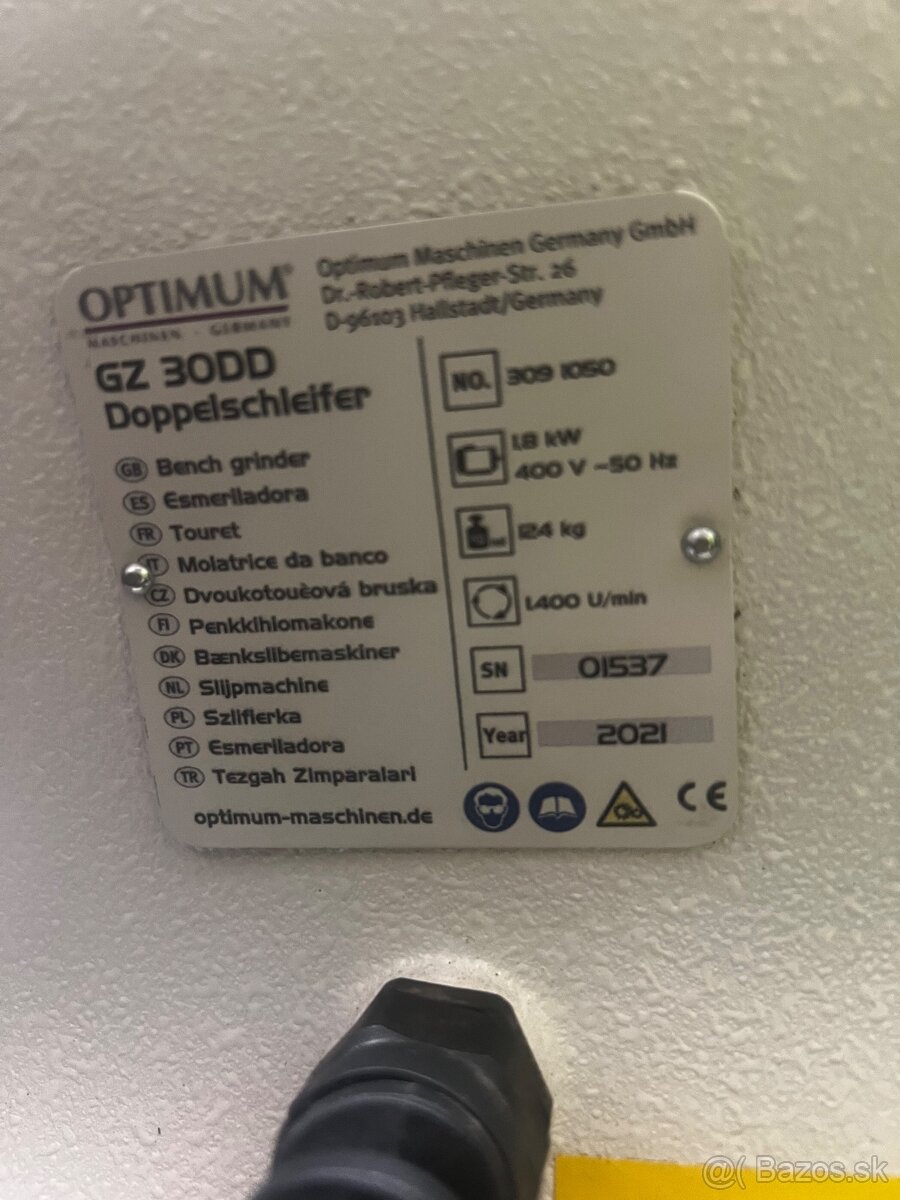 OPTIMUM®
MASCHINEN - GERMANY
Optimum Maschinen Germany GmbH
Dr.-Robert-Pfleger-Str. 26
D-96103 Hallstadt/Germany
GZ 30DD
Doppelschleifer
GB Bench grinder
ES Esmeriladora
FR Touret
IT Molatrice da banco
CZ Dvoukotoučová bruska
FI Penkkihiomakone
DK Bænkslibemaskiner
NL Slijpmachine
PL Szlifierka
PT Esmeriladora
TR Tezgah Zimparalari
optimum-maschinen.de
NO. 309 1050
1.8 kW
400 V ~50 Hz
124 kg
1.400 U/min
SN 01537
Year 2021
CE
@ Bazos.sk